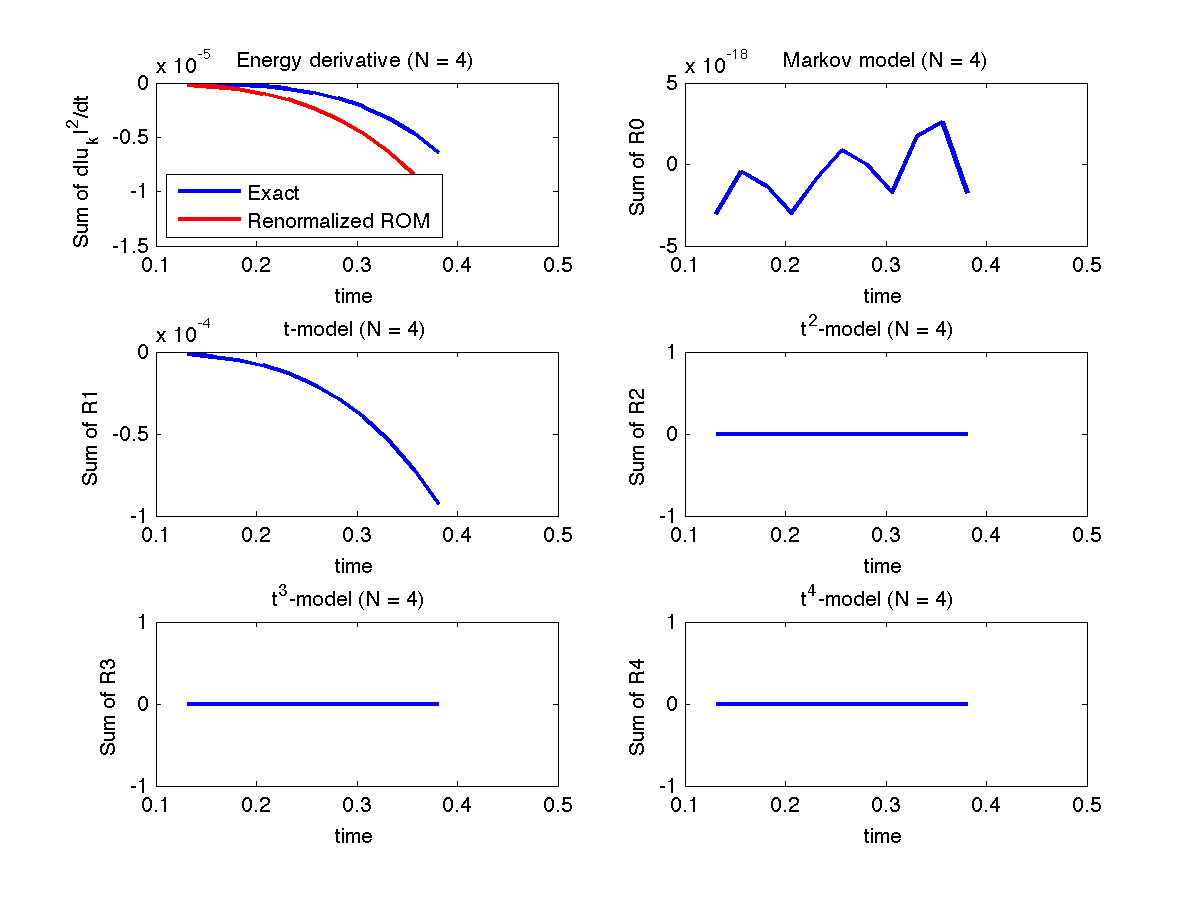 x 10^-5
Energy derivative (N = 4)
Sum of d|u_k|^2/dt
0
-0.5
-1
-1.5
Exact
Renormalized ROM
0.1 0.2 0.3 0.4 0.5
time
x 10^-18
Markov model (N = 4)
Sum of R0
5
0
-5
0.1 0.2 0.3 0.4 0.5
time
x 10^-4
t-model (N = 4)
Sum of R1
0
-0.5
-1
0.1 0.2 0.3 0.4 0.5
time
t^2-model (N = 4)
Sum of R2
1
0
-1
0.1 0.2 0.3 0.4 0.5
time
t^3-model (N = 4)
Sum of R3
1
0
-1
0.1 0.2 0.3 0.4 0.5
time
t^4-model (N = 4)
Sum of R4
1
0
-1
0.1 0.2 0.3 0.4 0.5
time